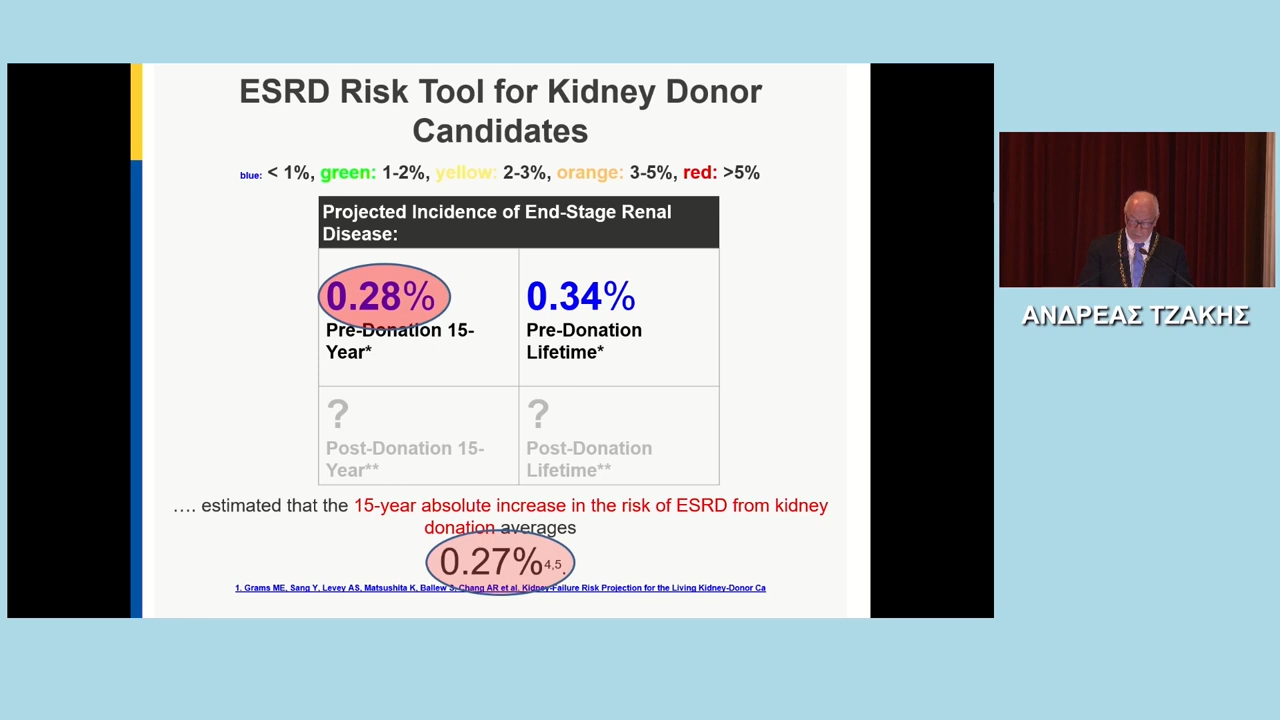 ESRD Risk Tool for Kidney Donor
Candidates
blue: < 1%, green: 1-2%, yellow: 2-3%, orange: 3-5%, red: >5%
Projected Incidence of End-Stage Renal
Disease:
0.28%
Pre-Donation 15-
Year*
0.34%
Pre-Donation
Lifetime*
?
Post-Donation 15-
Year**
?
Post-Donation
Lifetime**
…. estimated that the 15-year absolute increase in the risk of ESRD from kidney
donation averages
0.27%4,5.
1. Grams ME, Sang Y, Levey AS, Matsushita K, Ballew S, Chang AR et al. Kidney-Failure Risk Projection for the Living Kidney-Donor Ca
ΑΝΔΡΕΑΣ ΤΖΑΚΗΣ